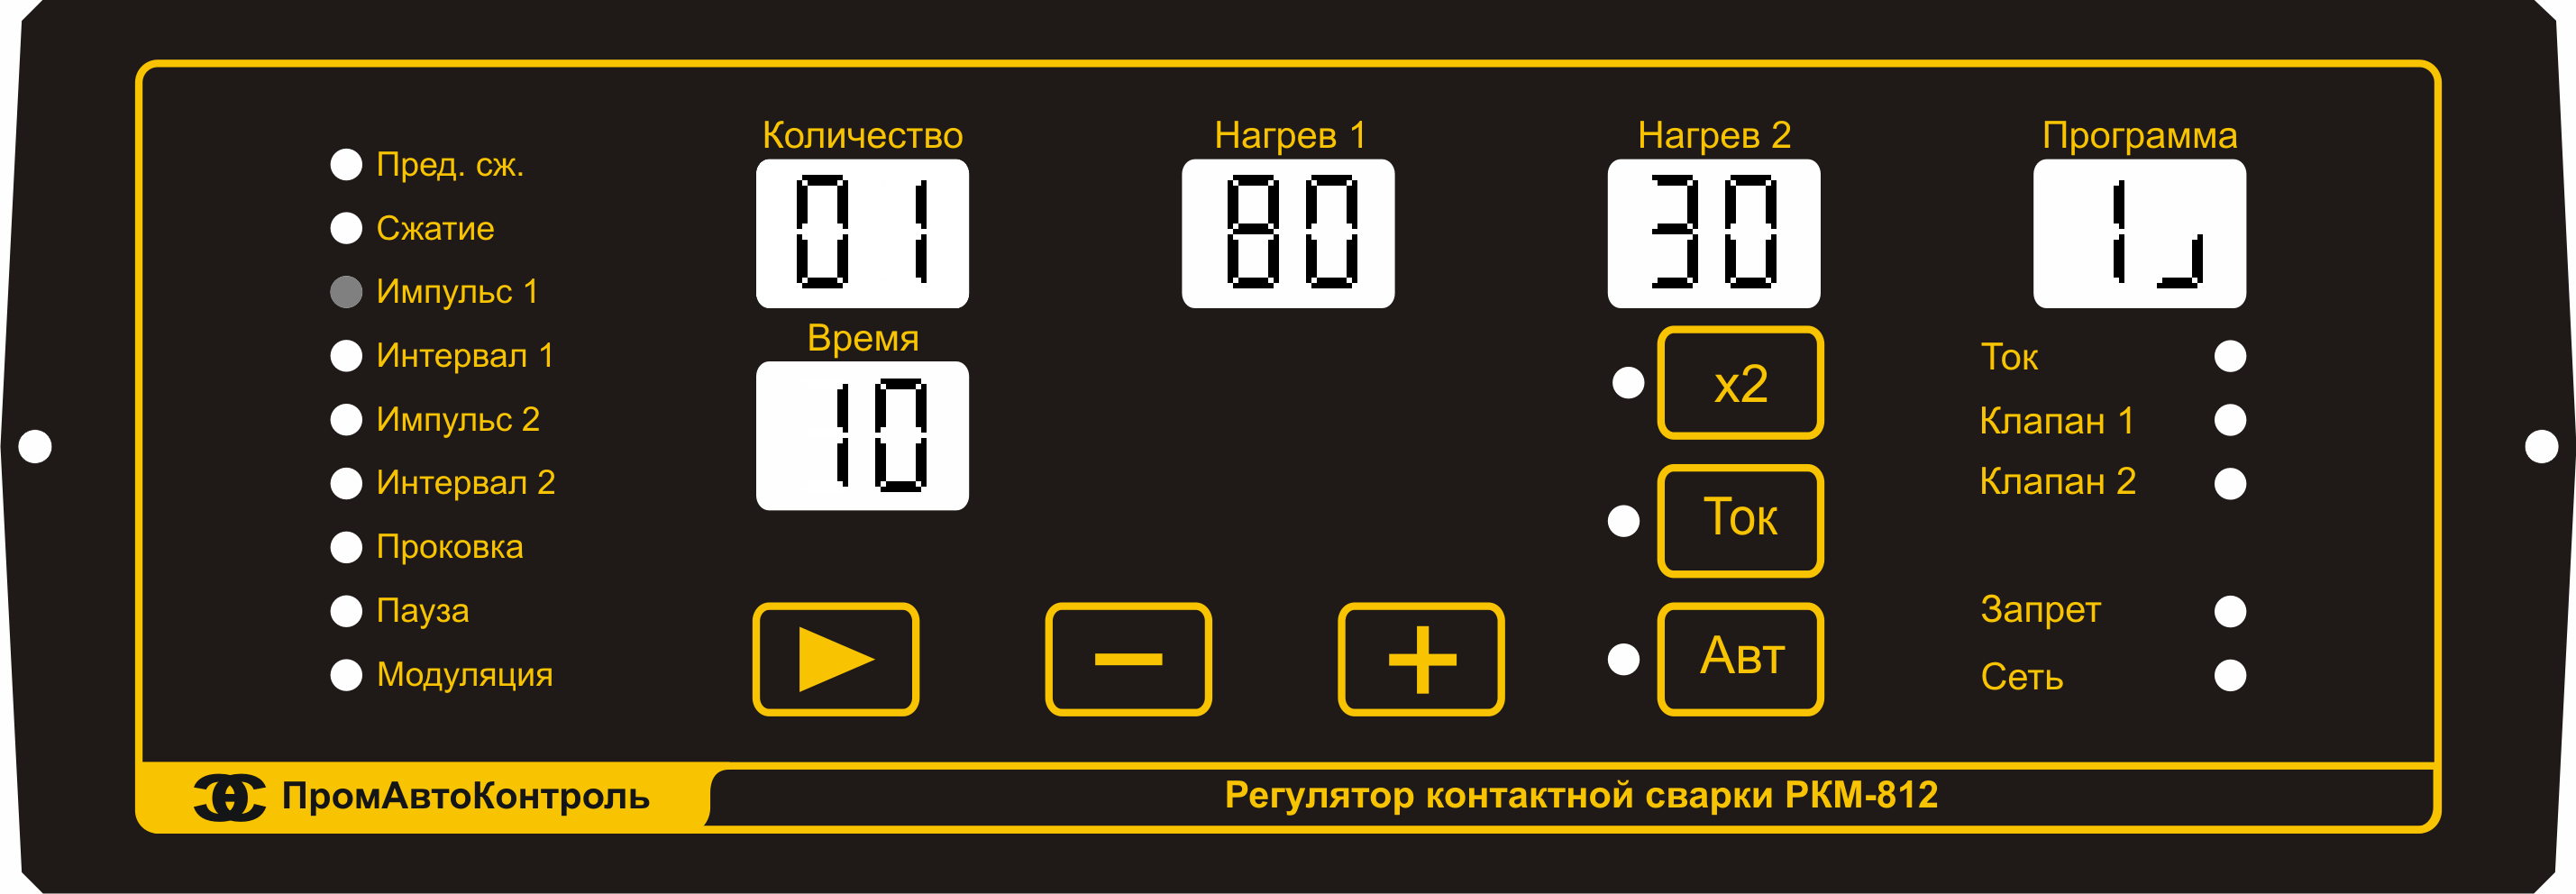 Пред. сж.
Сжатие
Импульс 1
Интервал 1
Импульс 2
Интервал 2
Проковка
Пауза
Модуляция
Количество
01
Время
10
Нагрев 1
80
Нагрев 2
30
x2
Ток
Авт
Программа
1
Ток
Клапан 1
Клапан 2
Запрет
Сеть
ПромАвтоКонтроль
Регулятор контактной сварки РКМ-812